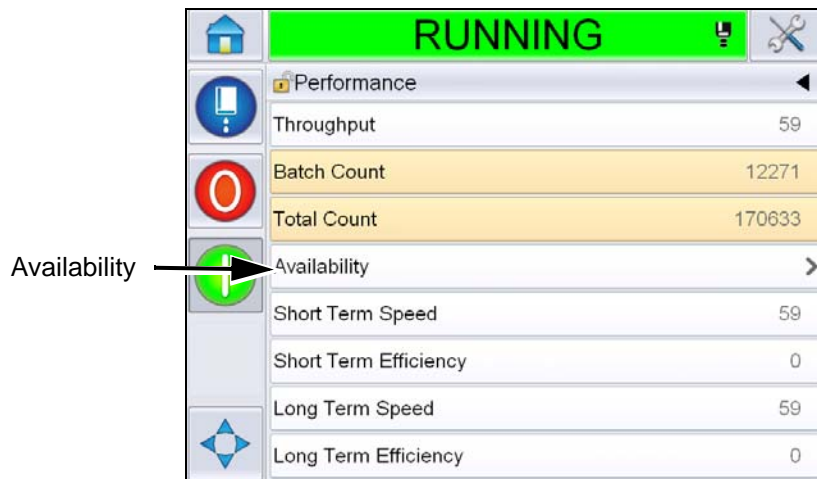 RUNNING
Performance
Throughput 59
Batch Count 12271
Total Count 170633
Availability
Availability
Short Term Speed 59
Short Term Efficiency 0
Long Term Speed 59
Long Term Efficiency 0